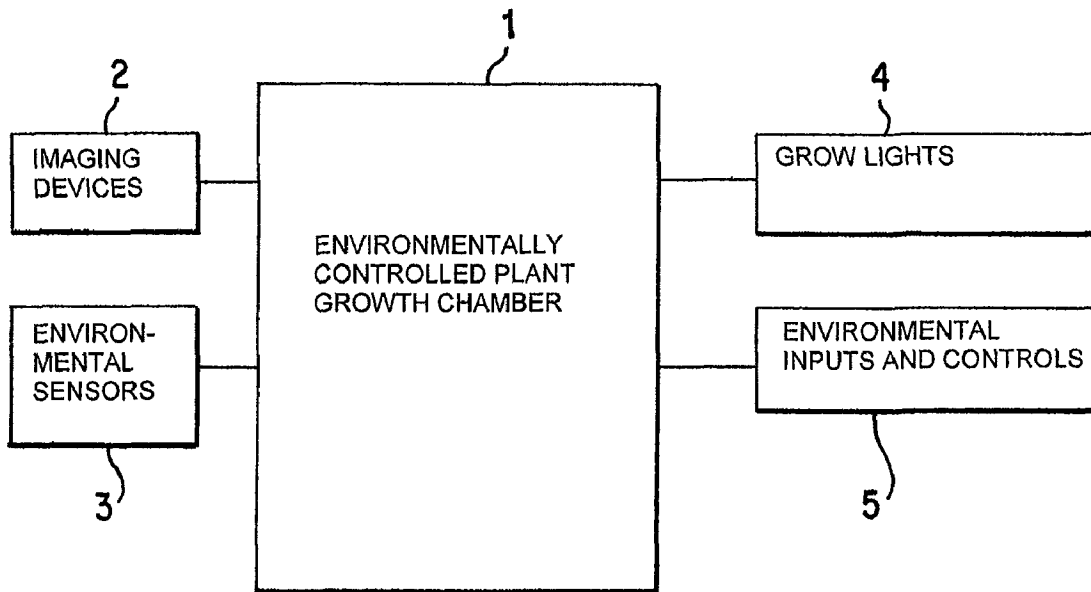 1
2
4
IMAGING
DEVICES
GROW LIGHTS
ENVIRONMENTALLY
CONTROLLED PLANT
GROWTH CHAMBER
ENVIRON-
MENTAL
SENSORS
ENVIRONMENTAL
INPUTS AND CONTROLS
3
5